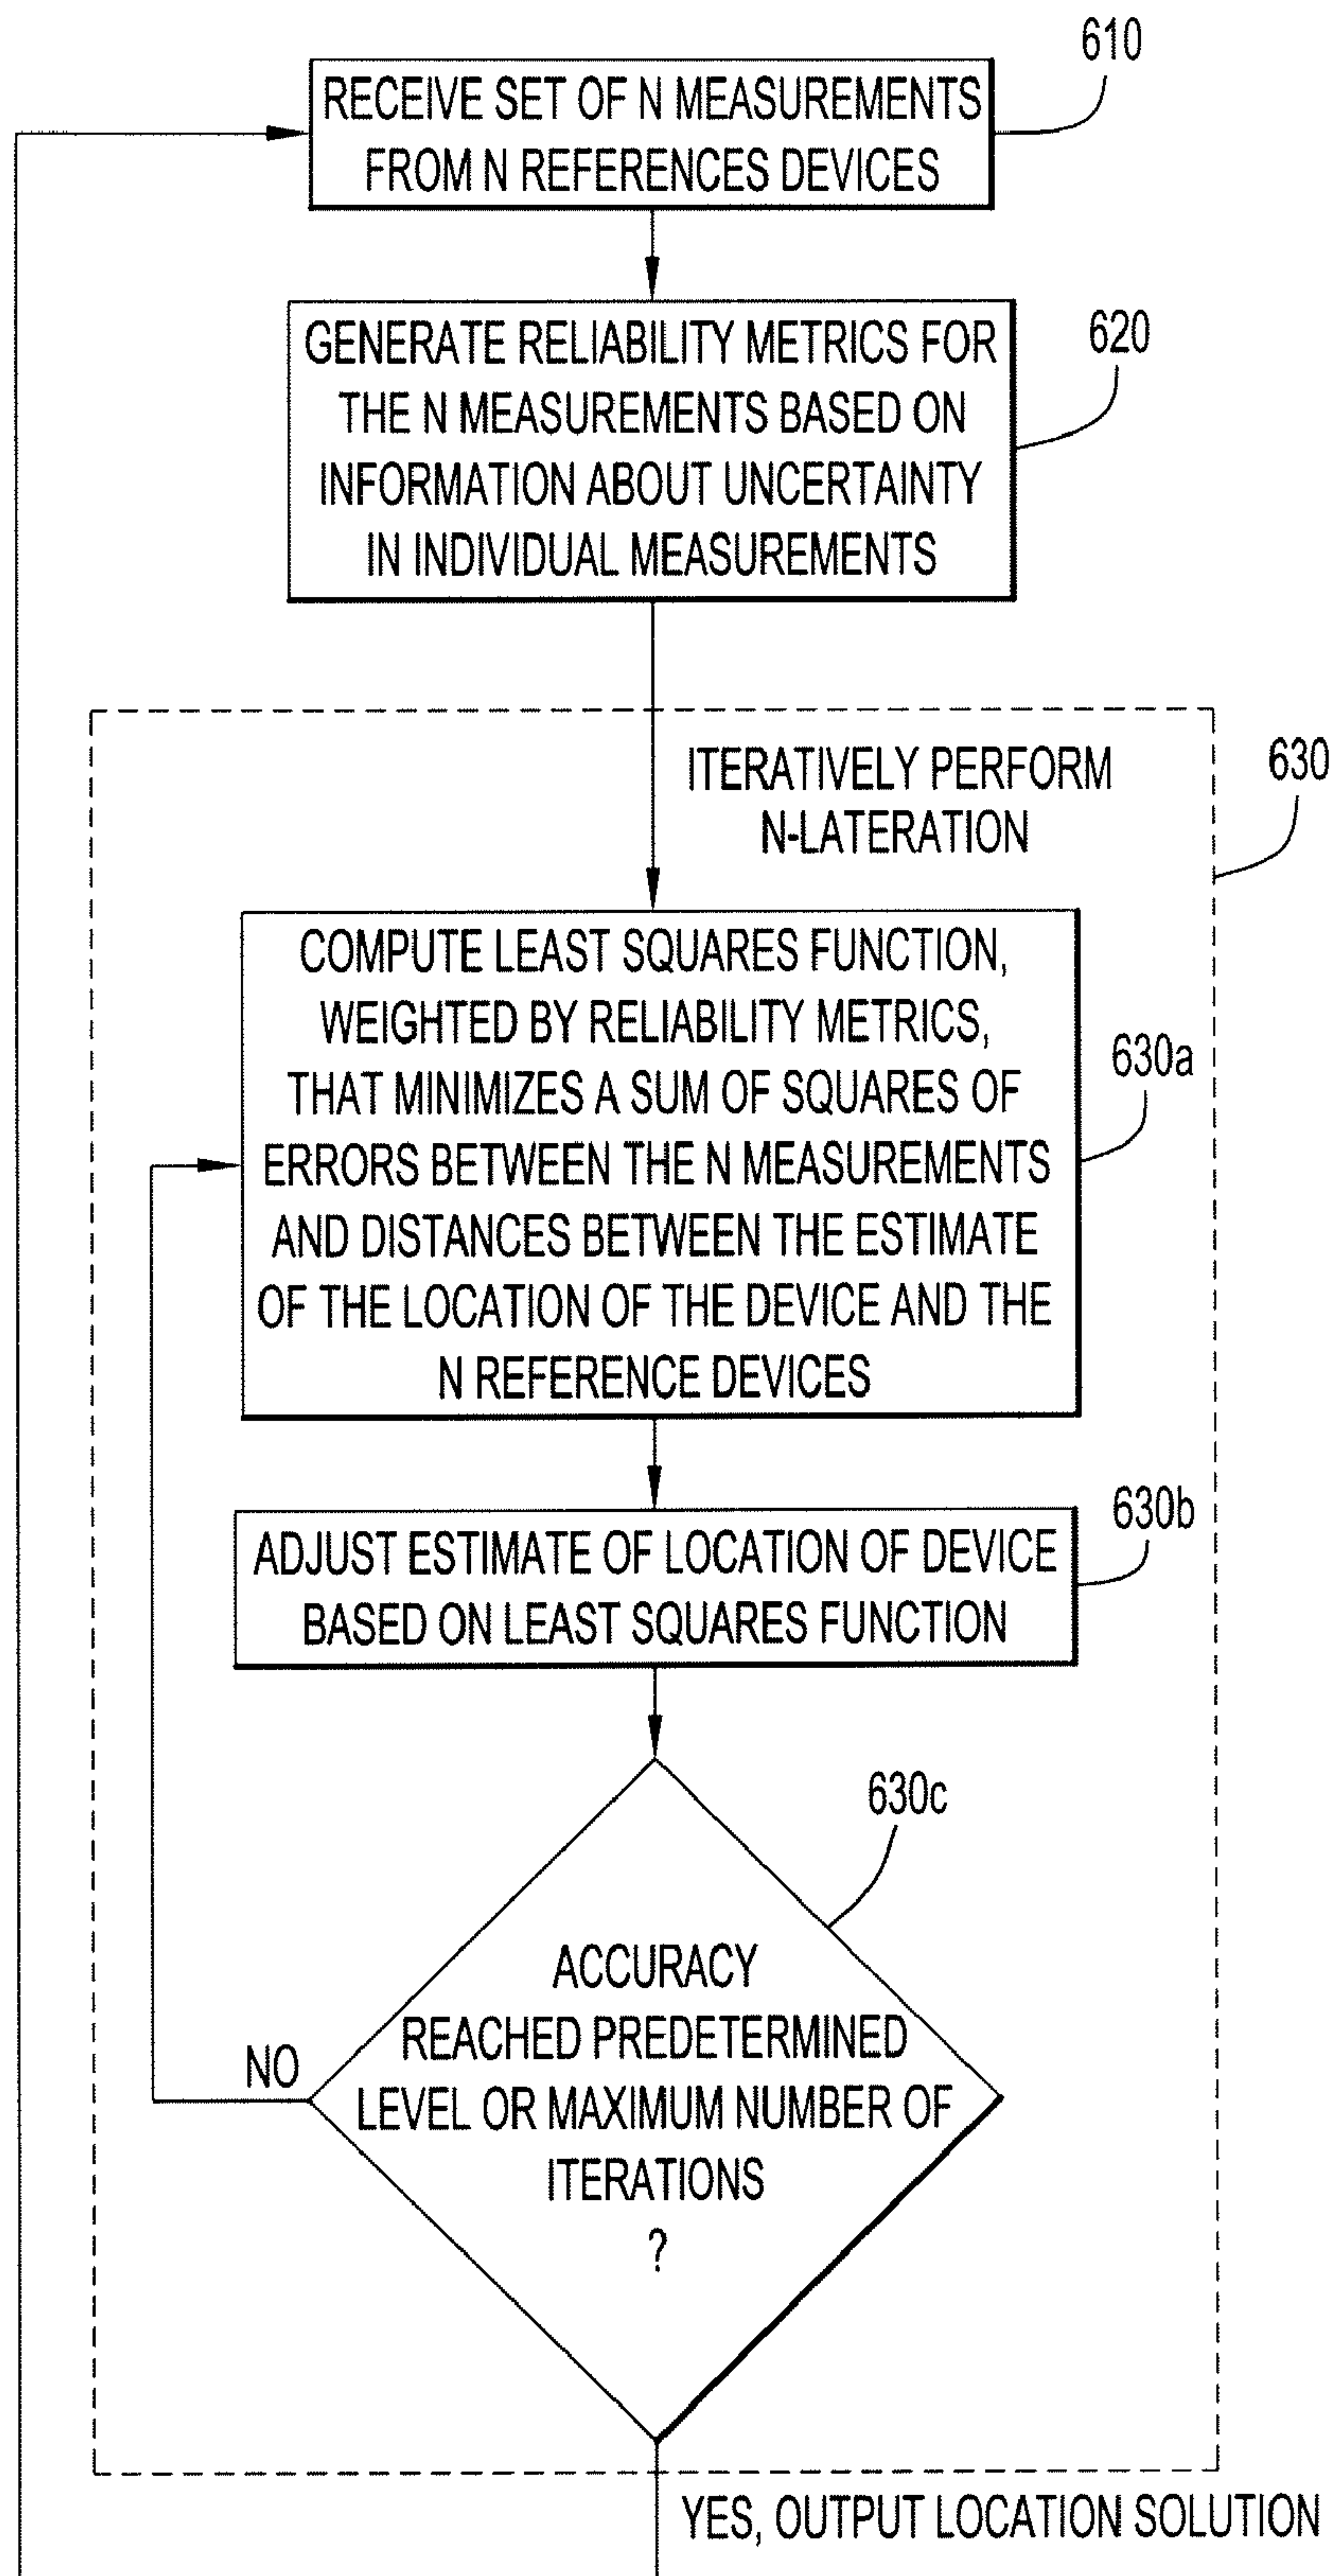 610
RECEIVE SET OF N MEASUREMENTS
FROM N REFERENCES DEVICES
620
GENERATE RELIABILITY METRICS FOR
THE N MEASUREMENTS BASED ON
INFORMATION ABOUT UNCERTAINTY
IN INDIVIDUAL MEASUREMENTS
ITERATIVELY PERFORM
N-LATERATION
630
COMPUTE LEAST SQUARES FUNCTION,
WEIGHTED BY RELIABILITY METRICS,
THAT MINIMIZES A SUM OF SQUARES OF
ERRORS BETWEEN THE N MEASUREMENTS
AND DISTANCES BETWEEN THE ESTIMATE
OF THE LOCATION OF THE DEVICE AND THE
N REFERENCE DEVICES
630a
ADJUST ESTIMATE OF LOCATION OF DEVICE
BASED ON LEAST SQUARES FUNCTION
630b
630c
ACCURACY
REACHED PREDETERMINED
LEVEL OR MAXIMUM NUMBER OF
ITERATIONS
?
NO
YES, OUTPUT LOCATION SOLUTION